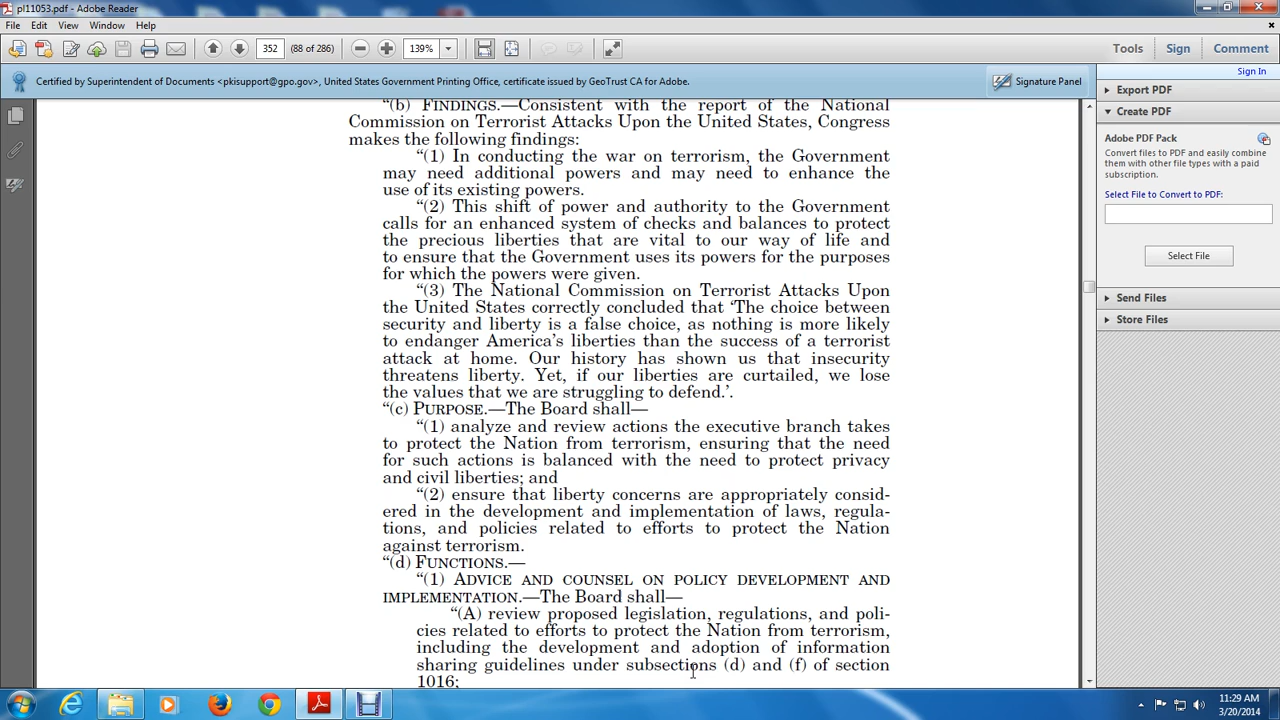 pl11053.pdf - Adobe Reader
File Edit View Window Help
352 (88 of 286) 139% Tools Sign Comment
Certified by Superintendent of Documents <pkisupport@gpo.gov>, United States Government Printing Office, certificate issued by GeoTrust CA for Adobe. Signature Panel
Sign In
Export PDF
Create PDF
Adobe PDF Pack
Convert files to PDF and easily combine
them with other file types with a paid
subscription.
Select File to Convert to PDF:
Select File
Send Files
Store Files
“(b) FINDINGS.—Consistent with the report of the National
Commission on Terrorist Attacks Upon the United States, Congress
makes the following findings:
“(1) In conducting the war on terrorism, the Government
may need additional powers and may need to enhance the
use of its existing powers.
“(2) This shift of power and authority to the Government
calls for an enhanced system of checks and balances to protect
the precious liberties that are vital to our way of life and
to ensure that the Government uses its powers for the purposes
for which the powers were given.
“(3) The National Commission on Terrorist Attacks Upon
the United States correctly concluded that ‘The choice between
security and liberty is a false choice, as nothing is more likely
to endanger America’s liberties than the success of a terrorist
attack at home. Our history has shown us that insecurity
threatens liberty. Yet, if our liberties are curtailed, we lose
the values that we are struggling to defend.’.
“(c) PURPOSE.—The Board shall—
“(1) analyze and review actions the executive branch takes
to protect the Nation from terrorism, ensuring that the need
for such actions is balanced with the need to protect privacy
and civil liberties; and
“(2) ensure that liberty concerns are appropriately consid-
ered in the development and implementation of laws, regula-
tions, and policies related to efforts to protect the Nation
against terrorism.
“(d) FUNCTIONS.—
“(1) ADVICE AND COUNSEL ON POLICY DEVELOPMENT AND
IMPLEMENTATION.—The Board shall—
“(A) review proposed legislation, regulations, and poli-
cies related to efforts to protect the Nation from terrorism,
including the development and adoption of information
sharing guidelines under subsections (d) and (f) of section
1016;
11:29 AM
3/20/2014